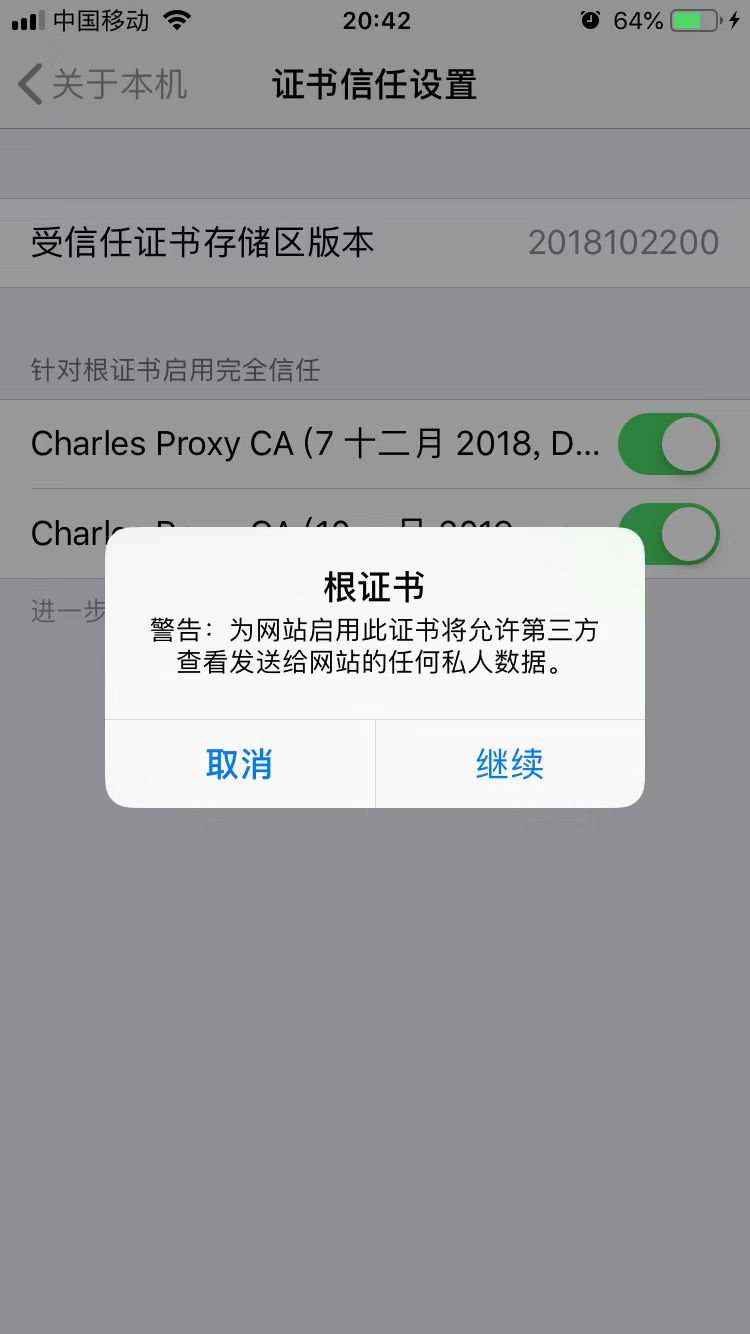 中国移动 20:42 64%
关于本机 证书信任设置
受信任证书存储区版本 2018102200
针对根证书启用完全信任
Charles Proxy CA (7 十二月 2018, D...
进一步
根证书
警告：为网站启用此证书将允许第三方
查看发送给网站的任何私人数据。
取消 继续